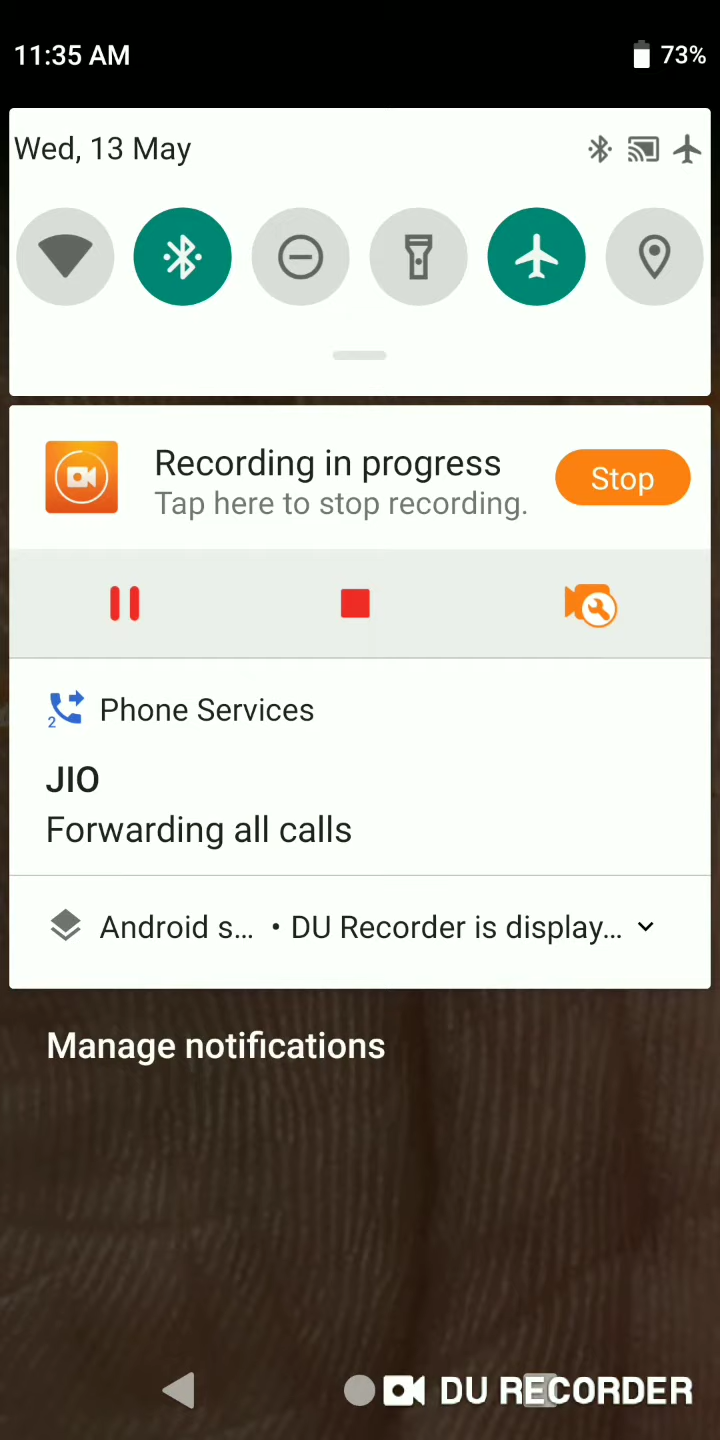 11:35 AM 73%
Wed, 13 May
Recording in progress
Tap here to stop recording.
Stop
2 Phone Services
JIO
Forwarding all calls
Android s... • DU Recorder is display...
Manage notifications
DU RECORDER